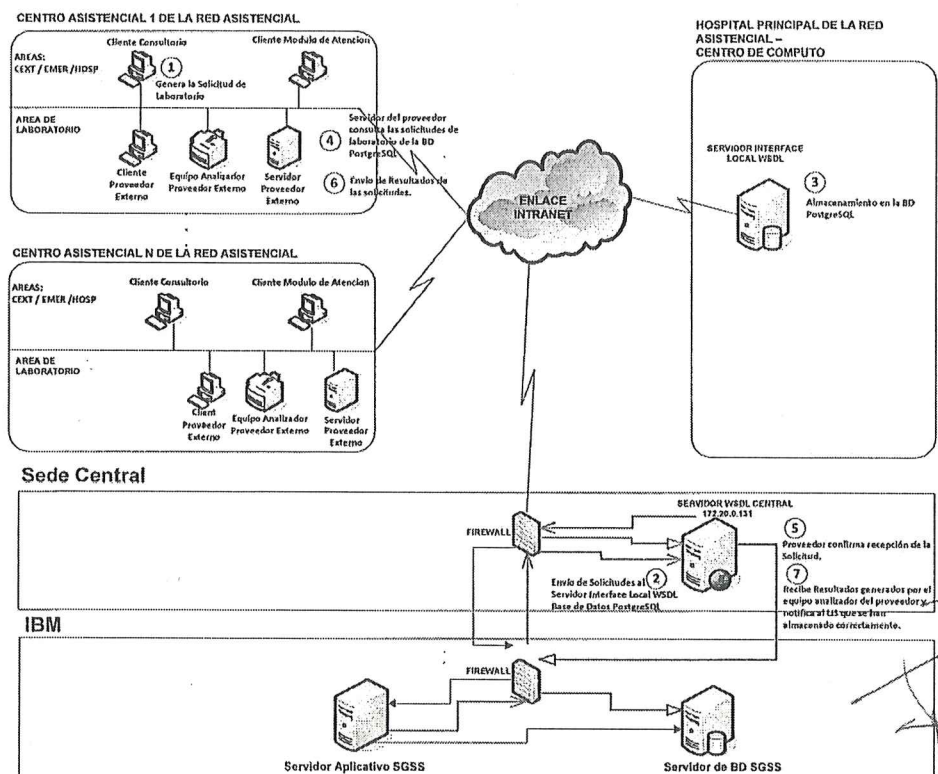 CENTRO ASISTENCIAL 1 DE LA RED ASISTENCIAL
Cliente Consultorio
Cliente Modulo de Atencion
AREAS:
CEXT / EMER /HOSP
1
Genera la Solicitud de
Laboratorio
AREA DE
LABORATORIO
Cliente
Proveedor
Externo
Equipo Analizador
Proveedor Externo
Servidor
Proveedor
Externo
4
Servidor del proveedor
consulta las solicitudes de
laboratorio de la BD
PostgreSQL
6
Envio de Resultados de
las solicitudes.
HOSPITAL PRINCIPAL DE LA RED
ASISTENCIAL –
CENTRO DE COMPUTO
SERVIDOR INTERFACE
LOCAL WSDL
3
Almacenamiento en la BD
PostgreSQL
ENLACE
INTRANET
CENTRO ASISTENCIAL N DE LA RED ASISTENCIAL
Cliente Consultorio
Cliente Modulo de Atencion
AREAS:
CEXT / EMER /HOSP
AREA DE
LABORATORIO
Client
Proveedor
Externo
Equipo Analizador
Proveedor Externo
Servidor
Proveedor
Externo
Sede Central
FIREWALL
SERVIDOR WSDL CENTRAL
172.20.0.131
5
Proveedor confirma recepción de la
Solicitud.
Envío de Solicitudes al
2
Servidor Interface Local WSDL
Base de Datos PostgreSQL
7
Recibe Resultados generados por el
equipo analizador del proveedor y
notifica al LIS que se han
almacenado correctamente.
IBM
FIREWALL
Servidor Aplicativo SGSS
Servidor de BD SGSS